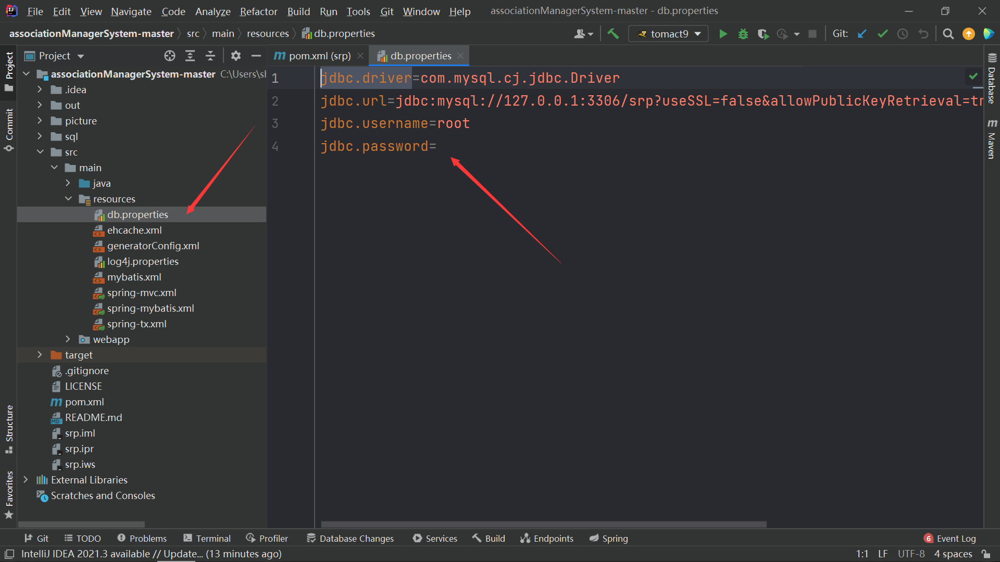 File Edit View Navigate Code Analyze Refactor Build Run Tools Git Window Help associationManagerSystem-master - db.properties
associationManagerSystem-master src main resources db.properties tomact9 Git:
Project
pom.xml (srp) db.properties
associationManagerSystem-master C:\Users\sh
.idea
out
picture
sql
src
main
java
resources
db.properties
ehcache.xml
generatorConfig.xml
log4j.properties
mybatis.xml
spring-mvc.xml
spring-mybatis.xml
spring-tx.xml
webapp
target
.gitignore
LICENSE
pom.xml
README.md
srp.iml
srp.ipr
srp.iws
External Libraries
Scratches and Consoles
1 jdbc.driver=com.mysql.cj.jdbc.Driver
2 jdbc.url=jdbc:mysql://127.0.0.1:3306/srp?useSSL=false&allowPublicKeyRetrieval=tr
3 jdbc.username=root
4 jdbc.password=
Project
Commit
Structure
Favorites
Database
Maven
Git TODO Problems Terminal Profiler Database Changes Services Build Endpoints Spring 6 Event Log
IntelliJ IDEA 2021.3 available // Update... (13 minutes ago) 1:1 LF UTF-8 4 spaces